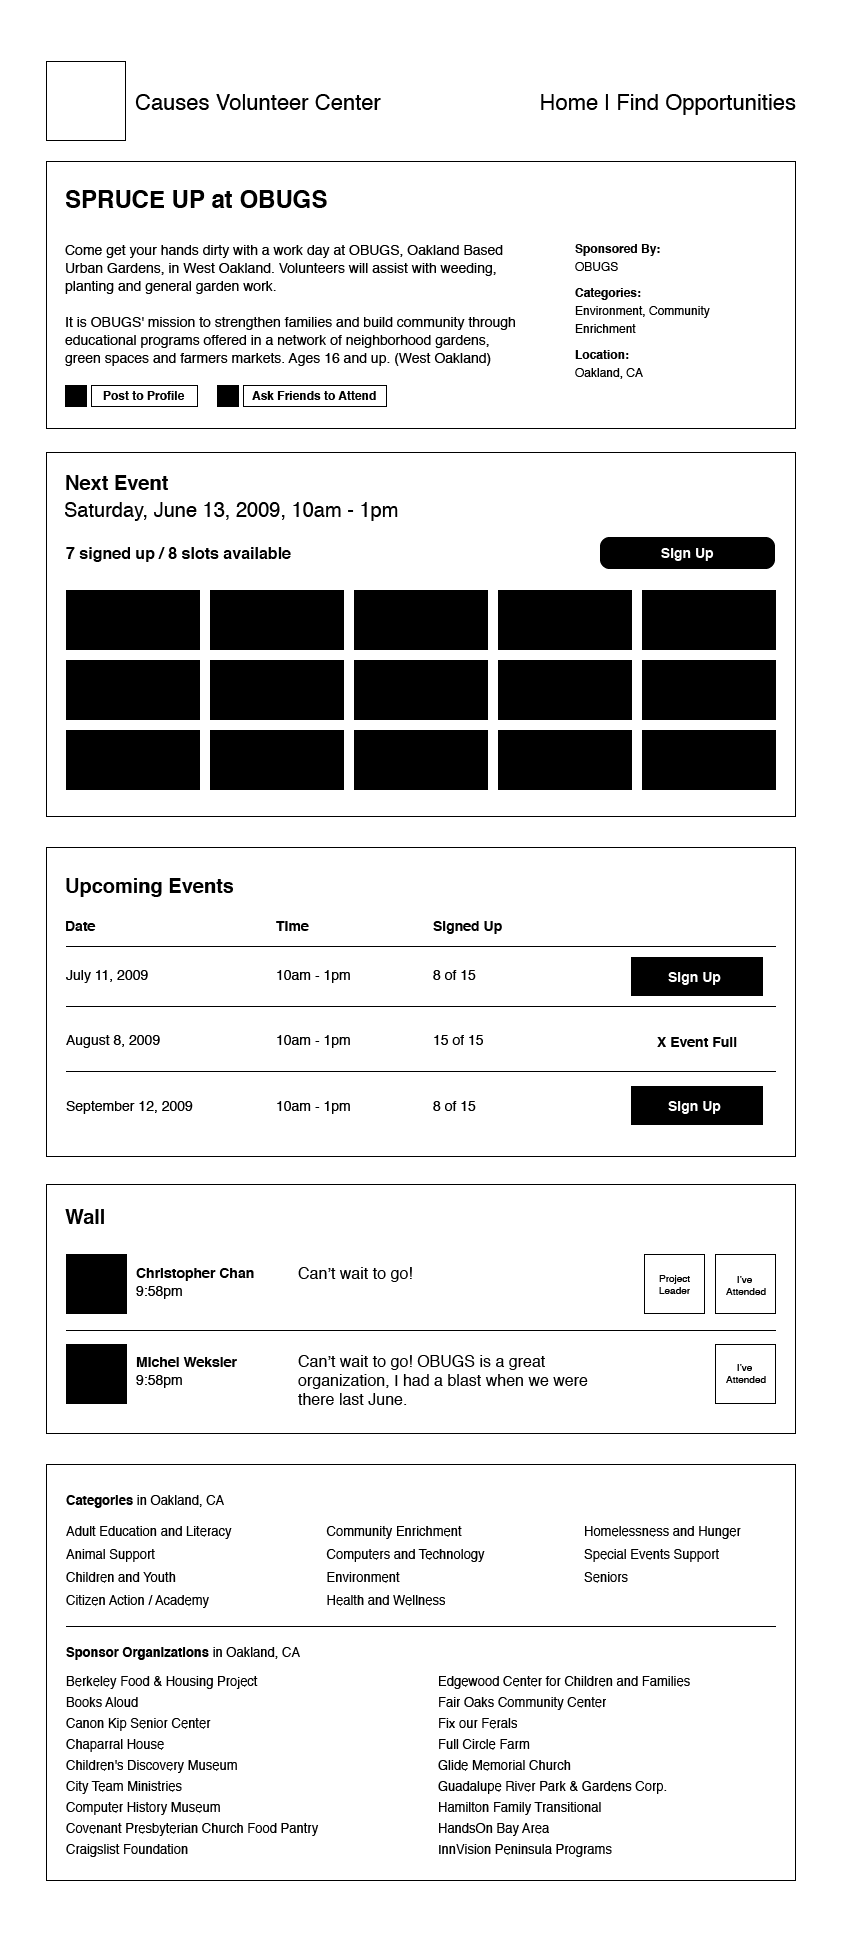 Causes Volunteer Center
Home | Find Opportunities
SPRUCE UP at OBUGS
Come get your hands dirty with a work day at OBUGS, Oakland Based
Urban Gardens, in West Oakland. Volunteers will assist with weeding,
planting and general garden work.
It is OBUGS' mission to strengthen families and build community through
educational programs offered in a network of neighborhood gardens,
green spaces and farmers markets. Ages 16 and up. (West Oakland)
Post to Profile
Ask Friends to Attend
Sponsored By:
OBUGS
Categories:
Environment, Community
Enrichment
Location:
Oakland, CA
Next Event
Saturday, June 13, 2009, 10am - 1pm
7 signed up / 8 slots available
Sign Up
Upcoming Events
Date Time Signed Up
July 11, 2009 10am - 1pm 8 of 15 Sign Up
August 8, 2009 10am - 1pm 15 of 15 X Event Full
September 12, 2009 10am - 1pm 8 of 15 Sign Up
Wall
Christopher Chan
9:58pm
Can’t wait to go!
Project
Leader
I’ve
Attended
Michel Weksler
9:58pm
Can’t wait to go! OBUGS is a great
organization, I had a blast when we were
there last June.
I’ve
Attended
Categories in Oakland, CA
Adult Education and Literacy
Animal Support
Children and Youth
Citizen Action / Academy
Community Enrichment
Computers and Technology
Environment
Health and Wellness
Homelessness and Hunger
Special Events Support
Seniors
Sponsor Organizations in Oakland, CA
Berkeley Food & Housing Project
Books Aloud
Canon Kip Senior Center
Chaparral House
Children's Discovery Museum
City Team Ministries
Computer History Museum
Covenant Presbyterian Church Food Pantry
Craigslist Foundation
Edgewood Center for Children and Families
Fair Oaks Community Center
Fix our Ferals
Full Circle Farm
Glide Memorial Church
Guadalupe River Park & Gardens Corp.
Hamilton Family Transitional
HandsOn Bay Area
InnVision Peninsula Programs